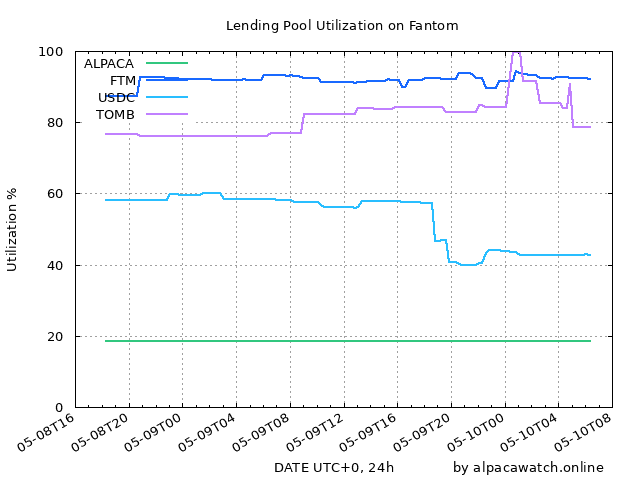 Lending Pool Utilization on Fantom
100
80
60
40
20
0
Utilization %
ALPACA
FTM
USDC
TOMB
05-08T16
05-08T20
05-09T00
05-09T04
05-09T08
05-09T12
05-09T16
05-09T20
05-10T00
05-10T04
05-10T08
DATE UTC+0, 24h
by alpacawatch.online